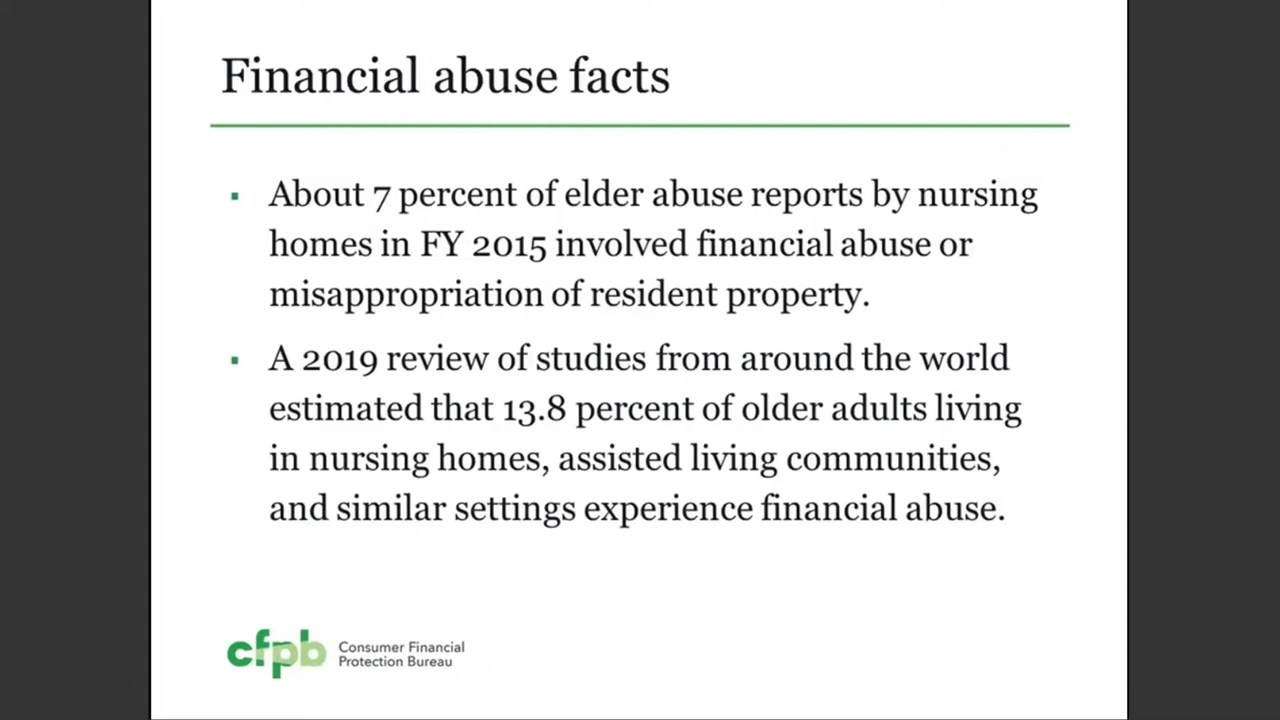 Financial abuse facts
▪ About 7 percent of elder abuse reports by nursing
homes in FY 2015 involved financial abuse or
misappropriation of resident property.
▪ A 2019 review of studies from around the world
estimated that 13.8 percent of older adults living
in nursing homes, assisted living communities,
and similar settings experience financial abuse.
cfpb
Consumer Financial
Protection Bureau